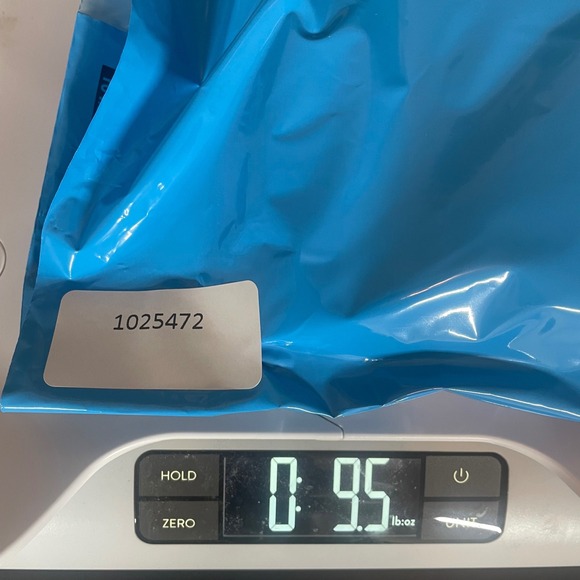 1025472
HOLD
0: 9.5 lb:oz
ZERO
UNIT